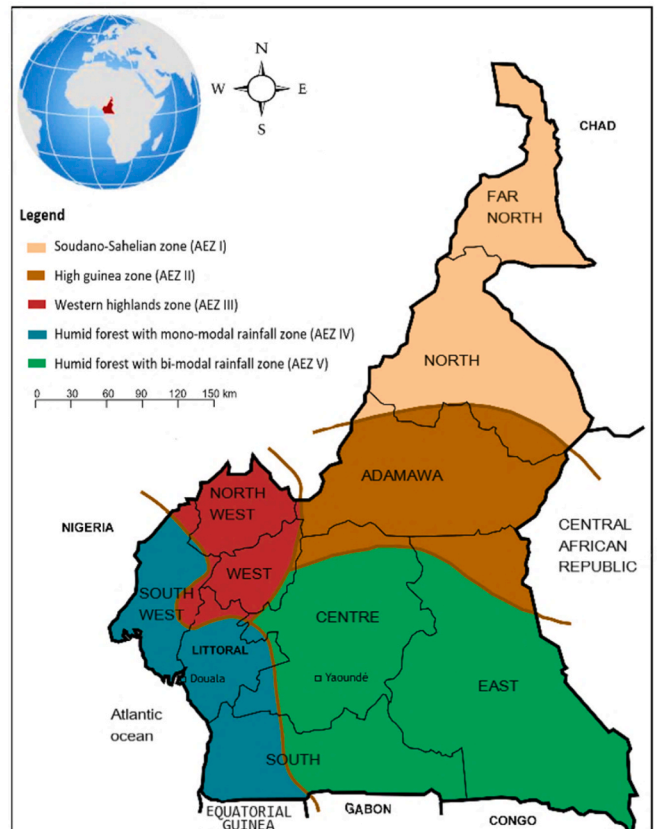 N
W
E
S
CHAD
FAR
NORTH
Legend
Soudano-Sahelian zone (AEZ I)
High guinea zone (AEZ II)
Western highlands zone (AEZ III)
Humid forest with mono-modal rainfall zone (AEZ IV)
Humid forest with bi-modal rainfall zone (AEZ V)
0 30 60 90 120 150 km
NORTH
ADAMAWA
NORTH
WEST
NIGERIA
CENTRAL
AFRICAN
REPUBLIC
WEST
SOUTH
WEST
CENTRE
LITTORAL
Douala
Yaoundé
EAST
Atlantic
ocean
SOUTH
EQUATORIAL
GUINEA
GABON
CONGO